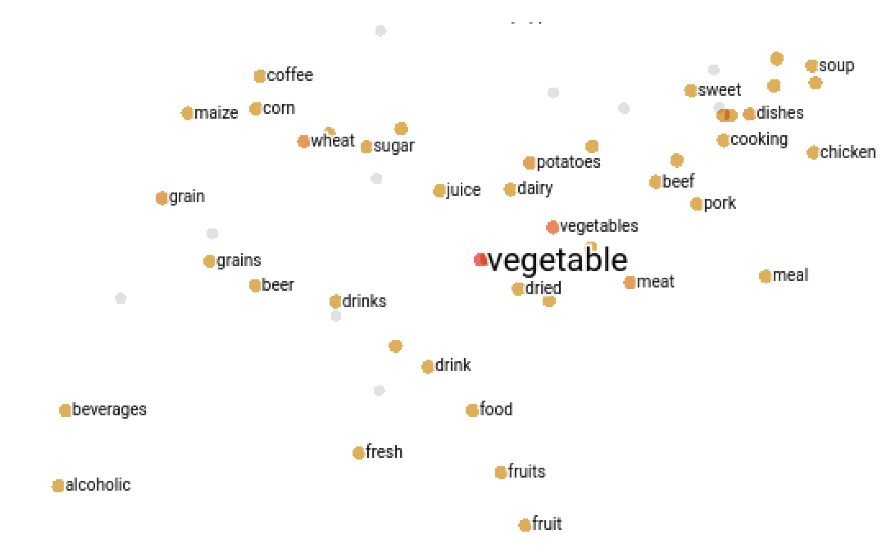 soup
coffee
sweet
maize
corn
dishes
wheat
sugar
cooking
chicken
potatoes
juice
dairy
beef
grain
pork
vegetables
grains
vegetable
meal
beer
dried
meat
drinks
drink
beverages
food
fresh
fruits
alcoholic
fruit